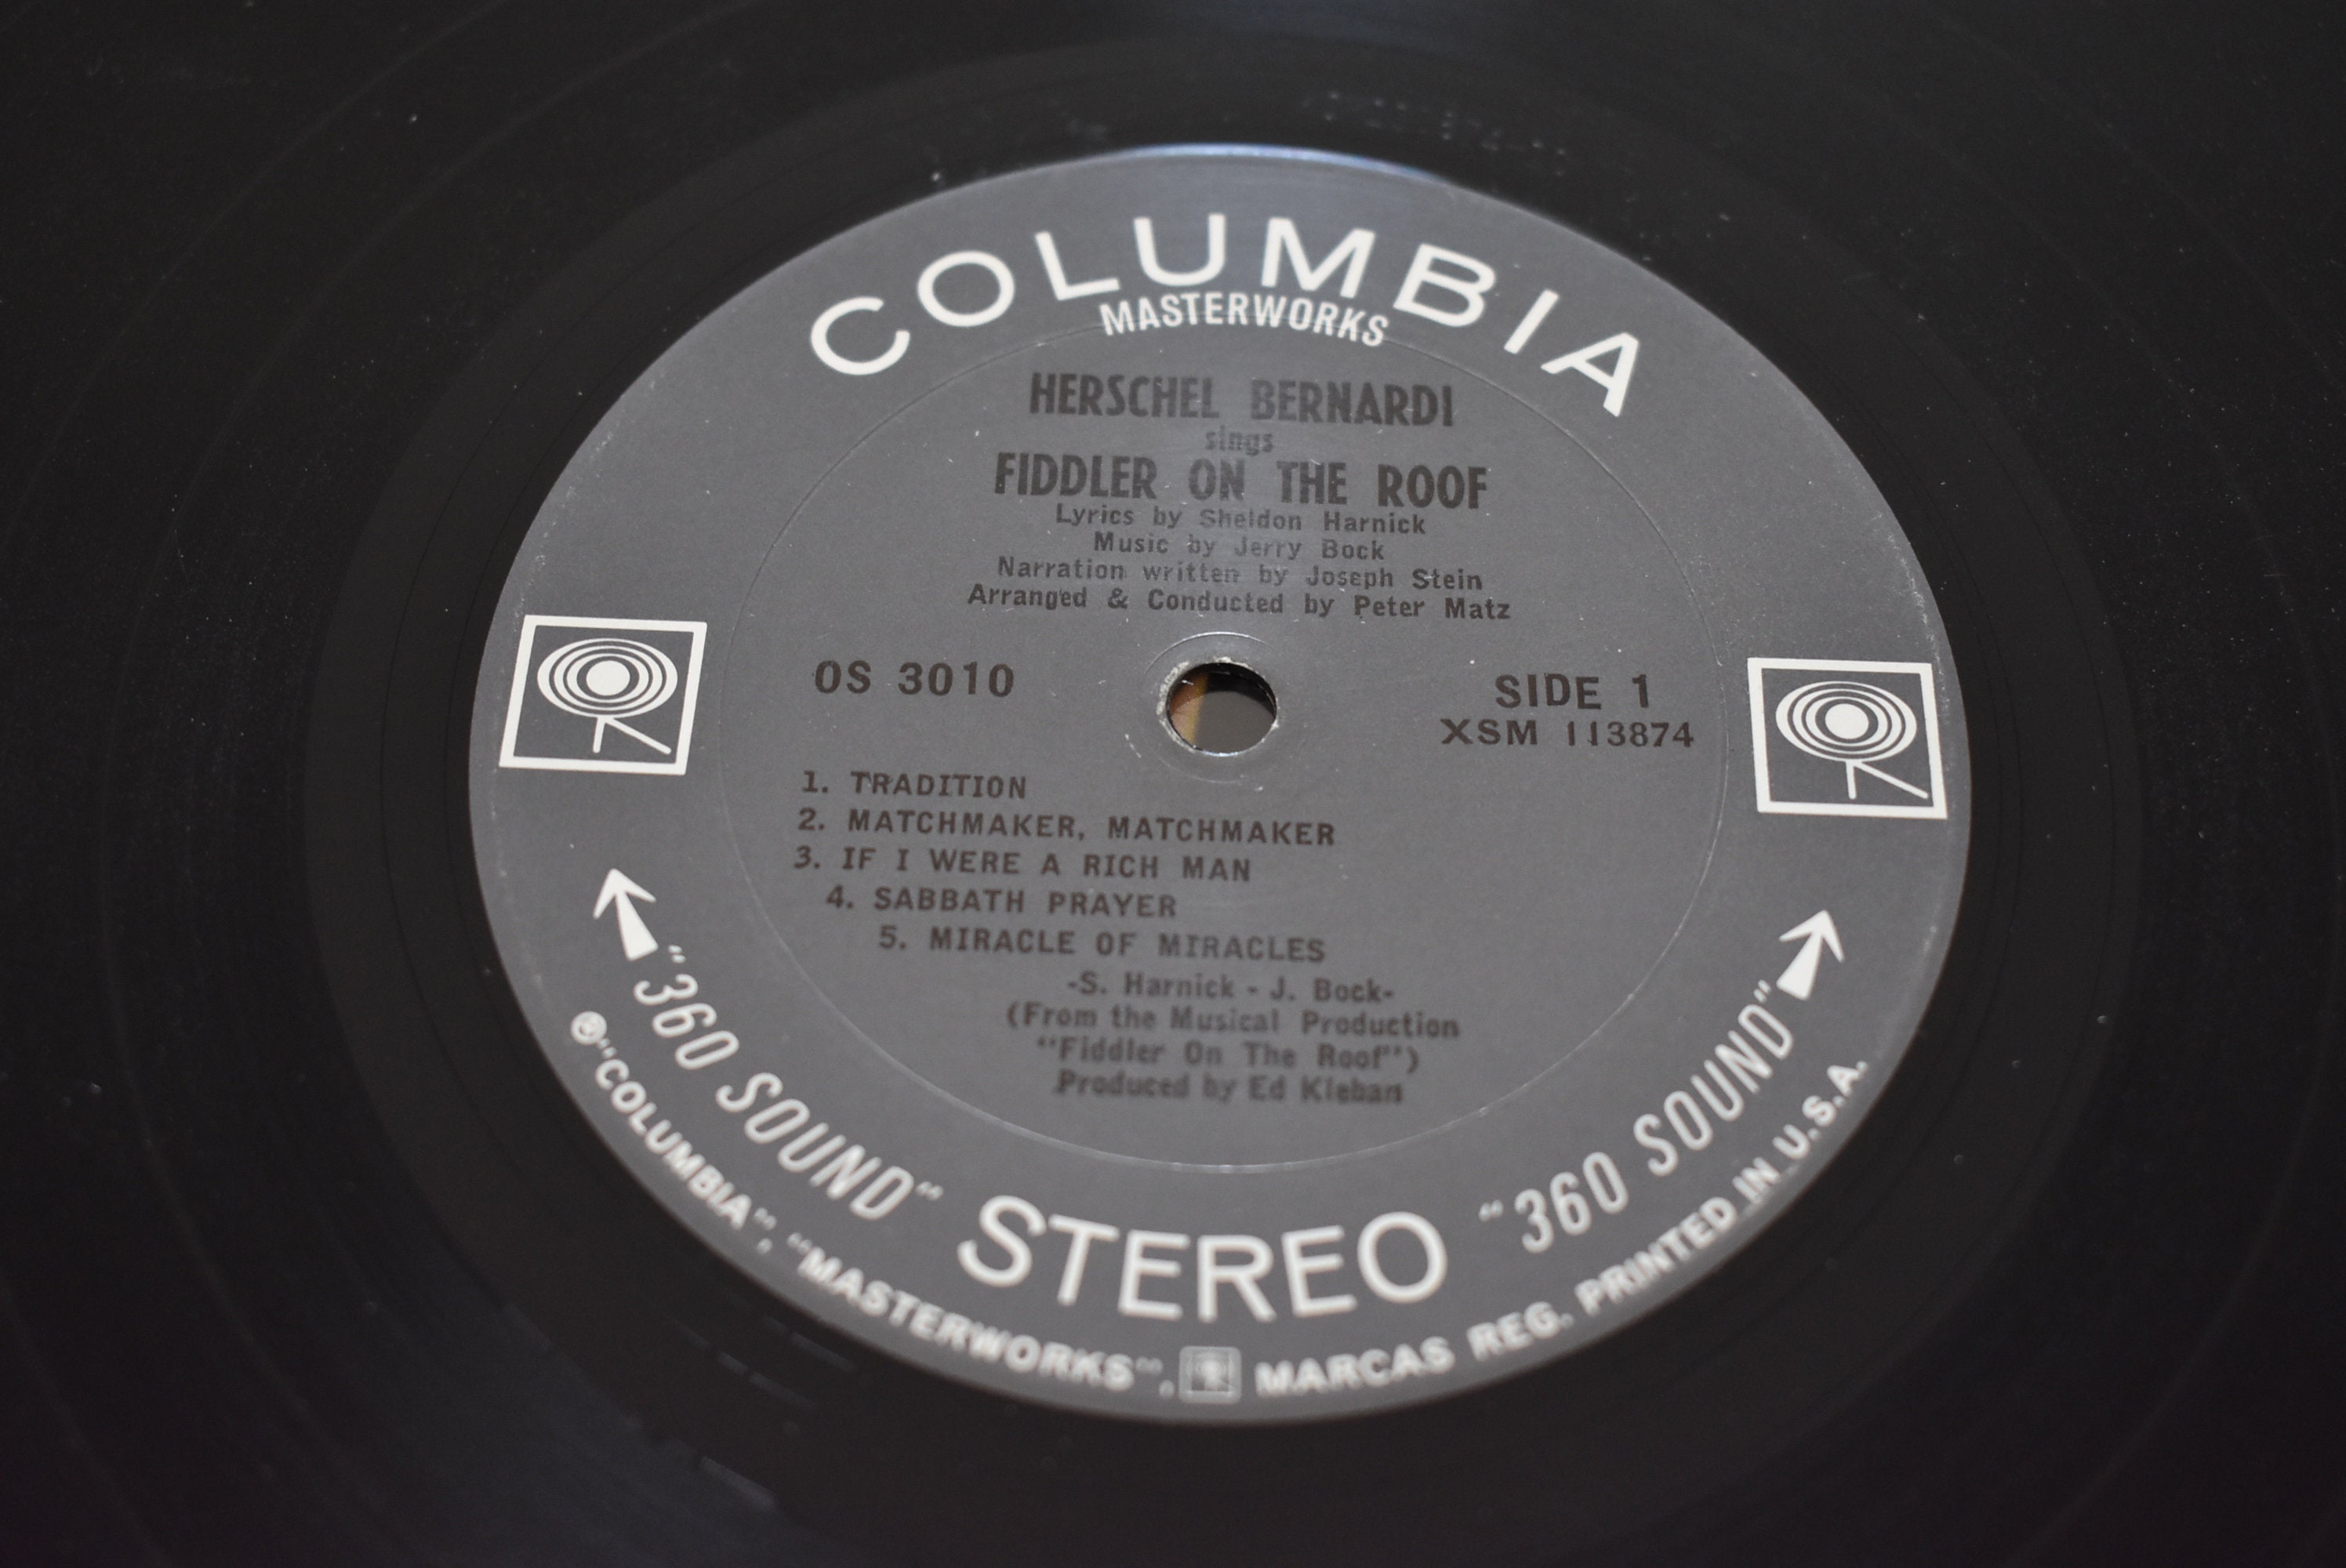 COLUMBIA
MASTERWORKS
HERSCHEL BERNARDI
sings
FIDDLER ON THE ROOF
Lyrics by Sheldon Harnick
Music by Jerry Bock
Narration written by Joseph Stein
Arranged & Conducted by Peter Matz
OS 3010
SIDE 1
XSM 113874
1. TRADITION
2. MATCHMAKER, MATCHMAKER
3. IF I WERE A RICH MAN
4. SABBATH PRAYER
5. MIRACLE OF MIRACLES
-S. Harnick - J. Bock-
(From the Musical Production
"Fiddler On The Roof")
Produced by Ed Kleban
"360 SOUND" STEREO "360 SOUND"
®"COLUMBIA", "MASTERWORKS", MARCAS REG. PRINTED IN U.S.A.